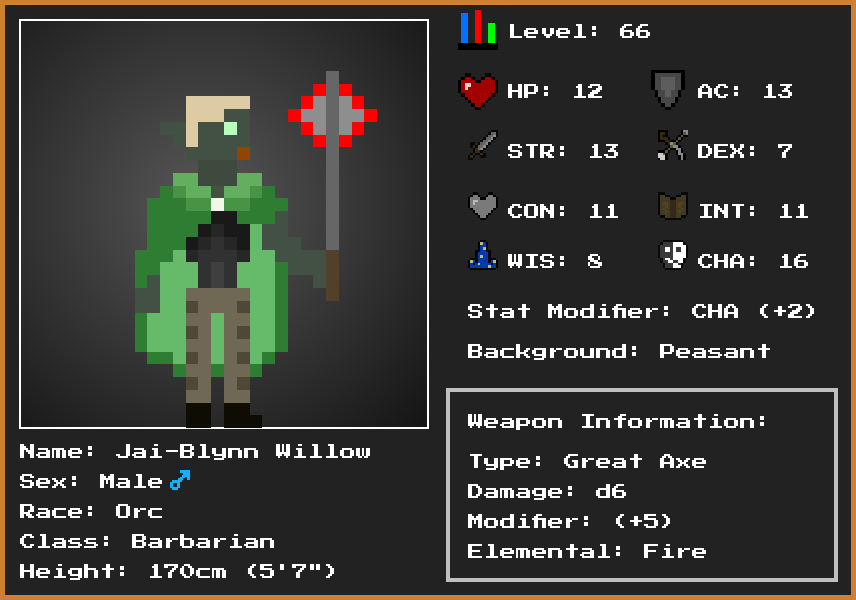 Level: 66
HP: 12 AC: 13
STR: 13 DEX: 7
CON: 11 INT: 11
WIS: 8 CHA: 16
Stat Modifier: CHA (+2)
Background: Peasant
Weapon Information:
Type: Great Axe
Damage: d6
Modifier: (+5)
Elemental: Fire
Name: Jai-Blynn Willow
Sex: Male ♂
Race: Orc
Class: Barbarian
Height: 170cm (5'7")